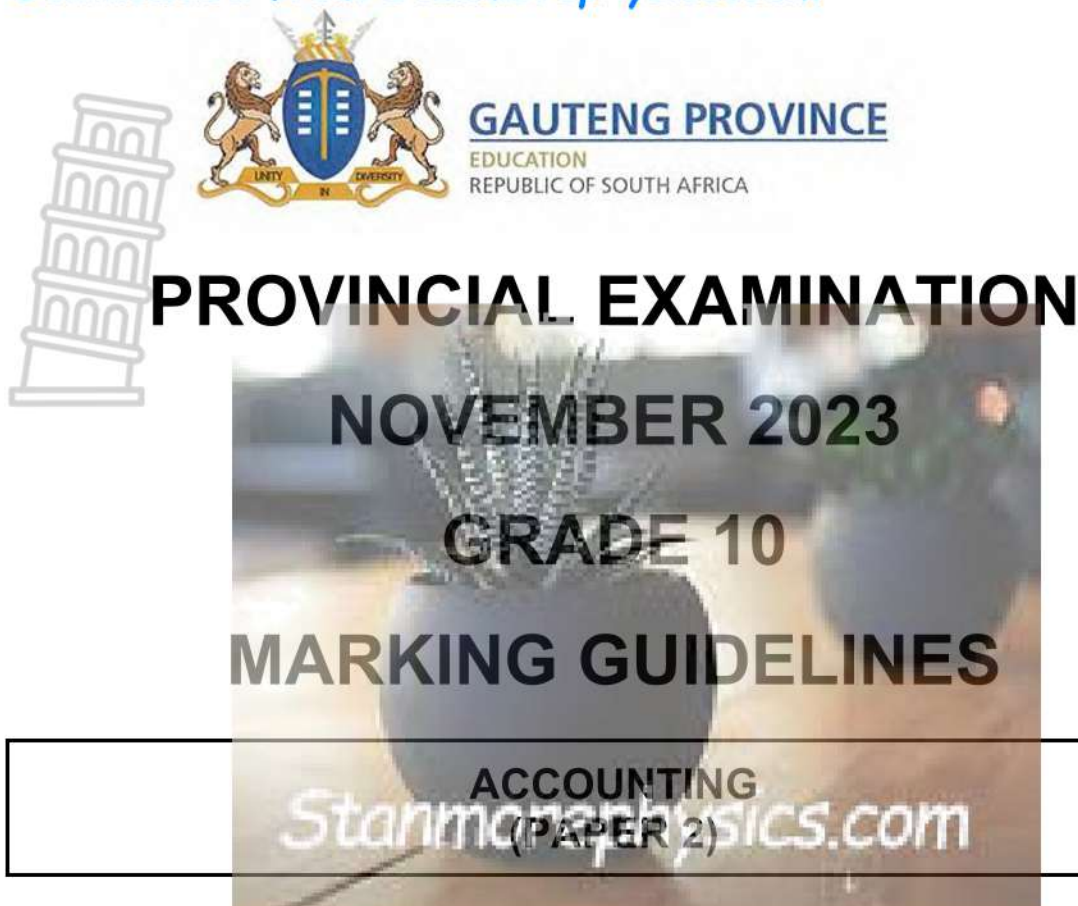 UNITY
IN
DIVERSITY
GAUTENG PROVINCE
EDUCATION
REPUBLIC OF SOUTH AFRICA
PROVINCIAL EXAMINATION
NOVEMBER 2023
GRADE 10
MARKING GUIDELINES
ACCOUNTING
Stanmorephysics.com
(PAPER 2)